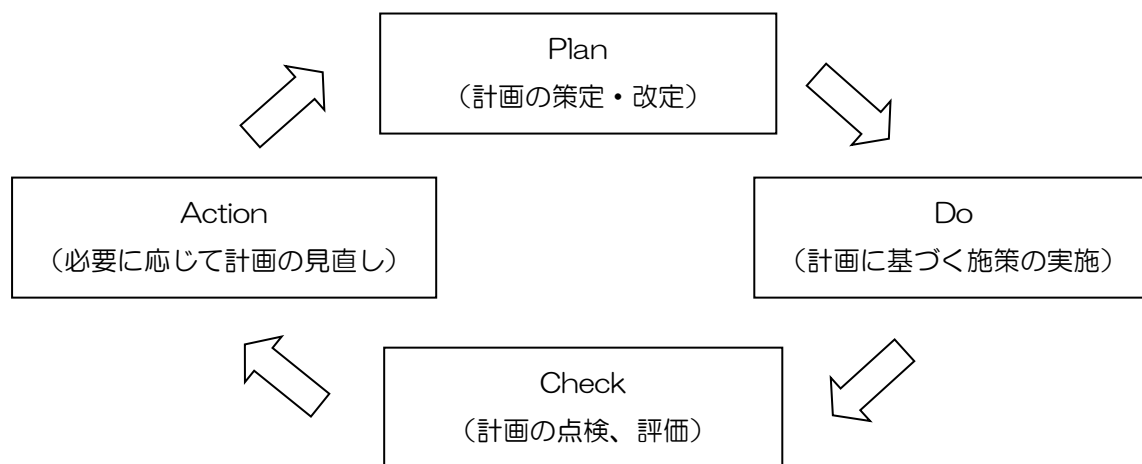 Plan
（計画の策定・改定）
Action
（必要に応じて計画の見直し）
Do
（計画に基づく施策の実施）
Check
（計画の点検、評価）